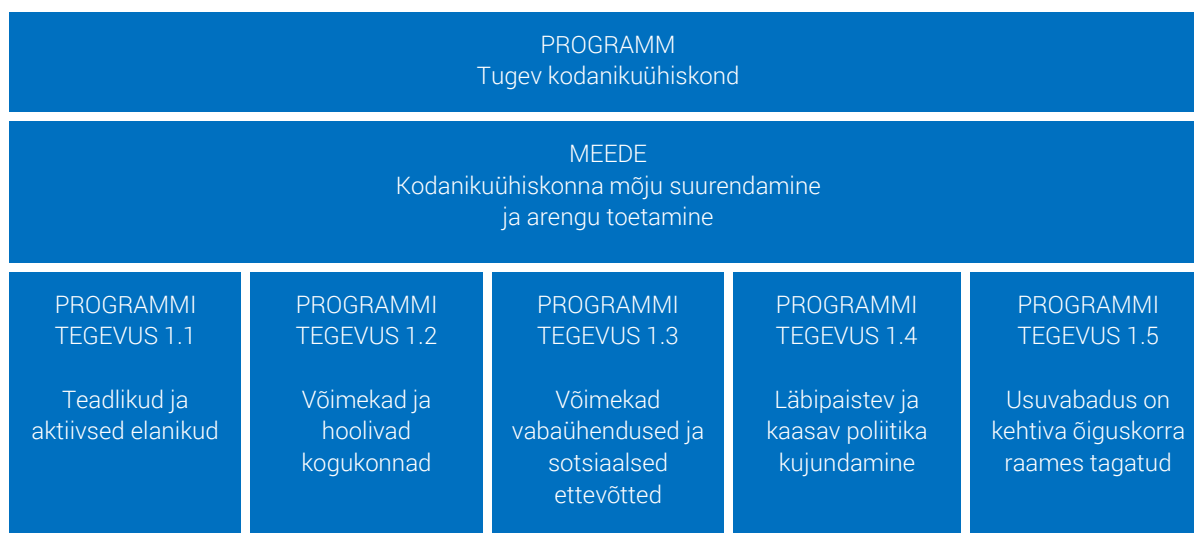 PROGRAMM
Tugev kodanikuühiskond
MEEDE
Kodanikuühiskonna mõju suurendamine
ja arengu toetamine
PROGRAMMI
TEGEVUS 1.1
Teadlikud ja
aktiivsed elanikud
PROGRAMMI
TEGEVUS 1.2
Võimekad ja
hoolivad
kogukonnad
PROGRAMMI
TEGEVUS 1.3
Võimekad
vabaühendused ja
sotsiaalsed
ettevõtted
PROGRAMMI
TEGEVUS 1.4
Läbipaistev ja
kaasav poliitika
kujundamine
PROGRAMMI
TEGEVUS 1.5
Usuvabadus on
kehtiva õiguskorra
raames tagatud